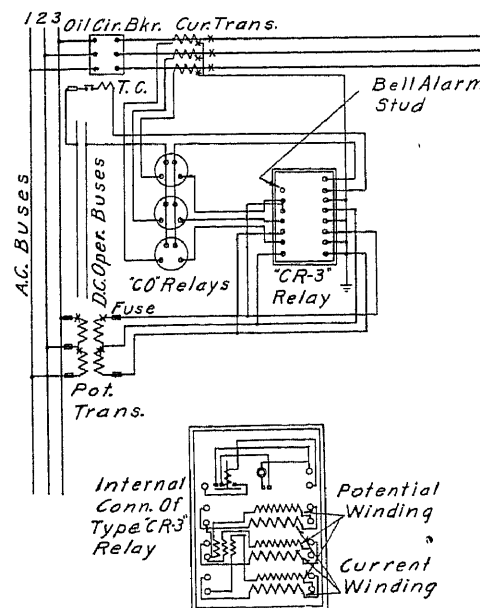 1 2 3 Oil Cir. Bkr. Cur. Trans.
T. C.
Bell Alarm
Stud
A.C. Buses
D.C. Oper. Buses
"CO" Relays
"CR-3"
Relay
Fuse
Pot.
Trans.
Internal
Conn. Of
Type "CR-3"
Relay
Potential
Winding
Current
Winding